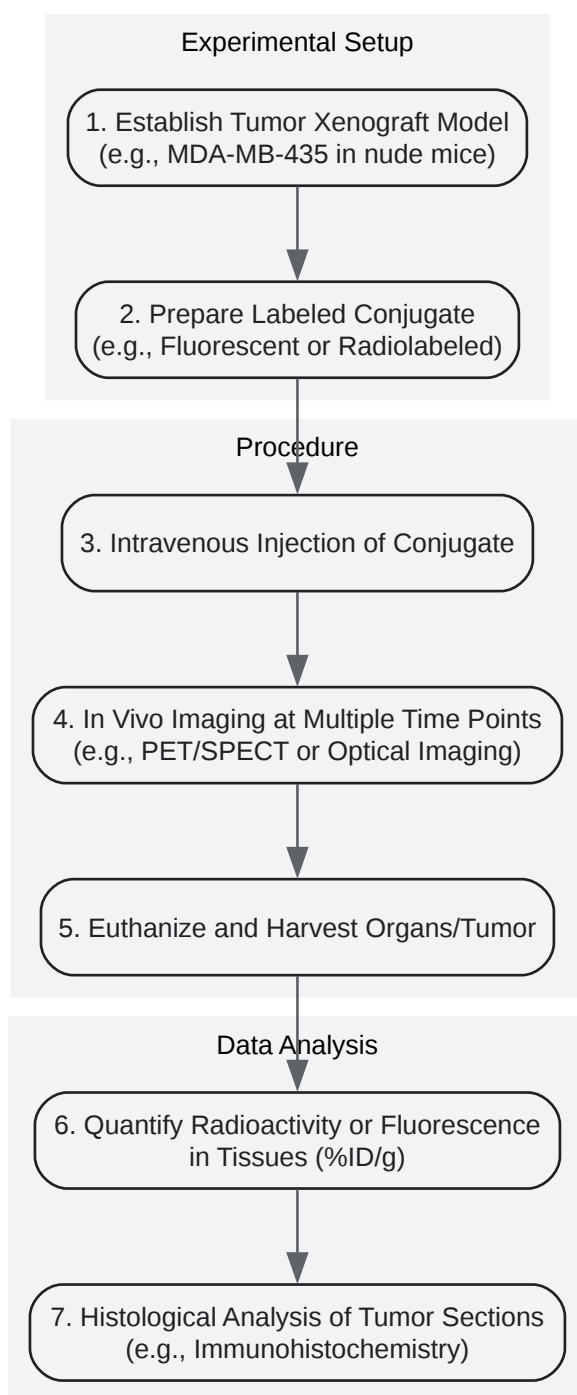 Experimental Setup
1. Establish Tumor Xenograft Model
(e.g., MDA-MB-435 in nude mice)
2. Prepare Labeled Conjugate
(e.g., Fluorescent or Radiolabeled)
Procedure
3. Intravenous Injection of Conjugate
4. In Vivo Imaging at Multiple Time Points
(e.g., PET/SPECT or Optical Imaging)
5. Euthanize and Harvest Organs/Tumor
Data Analysis
6. Quantify Radioactivity or Fluorescence
in Tissues (%ID/g)
7. Histological Analysis of Tumor Sections
(e.g., Immunohistochemistry)